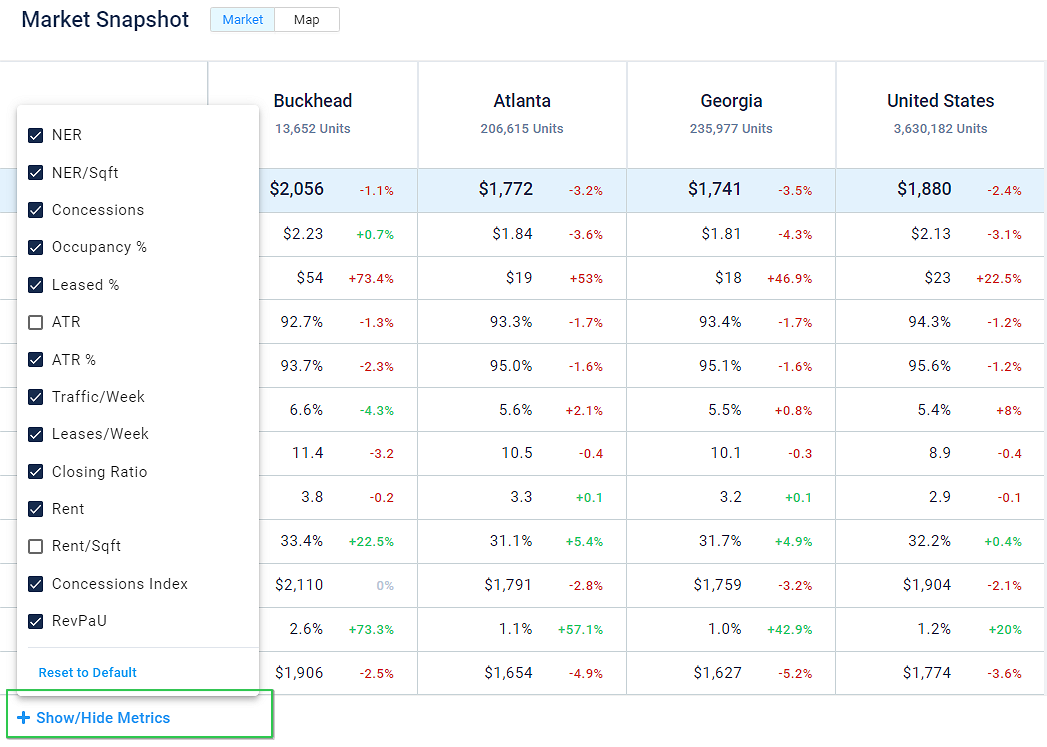 Market Snapshot Market Map
Buckhead Atlanta Georgia United States
13,652 Units 206,615 Units 235,977 Units 3,630,182 Units
NER
NER/Sqft
Concessions
Occupancy %
Leased %
ATR
ATR %
Traffic/Week
Leases/Week
Closing Ratio
Rent
Rent/Sqft
Concessions Index
RevPaU
Reset to Default
Show/Hide Metrics
$2,056 -1.1% $1,772 -3.2% $1,741 -3.5% $1,880 -2.4%
$2.23 +0.7% $1.84 -3.6% $1.81 -4.3% $2.13 -3.1%
$54 +73.4% $19 +53% $18 +46.9% $23 +22.5%
92.7% -1.3% 93.3% -1.7% 93.4% -1.7% 94.3% -1.2%
93.7% -2.3% 95.0% -1.6% 95.1% -1.6% 95.6% -1.2%
6.6% -4.3% 5.6% +2.1% 5.5% +0.8% 5.4% +8%
11.4 -3.2 10.5 -0.4 10.1 -0.3 8.9 -0.4
3.8 -0.2 3.3 +0.1 3.2 +0.1 2.9 -0.1
33.4% +22.5% 31.1% +5.4% 31.7% +4.9% 32.2% +0.4%
$2,110 0% $1,791 -2.8% $1,759 -3.2% $1,904 -2.1%
2.6% +73.3% 1.1% +57.1% 1.0% +42.9% 1.2% +20%
$1,906 -2.5% $1,654 -4.9% $1,627 -5.2% $1,774 -3.6%